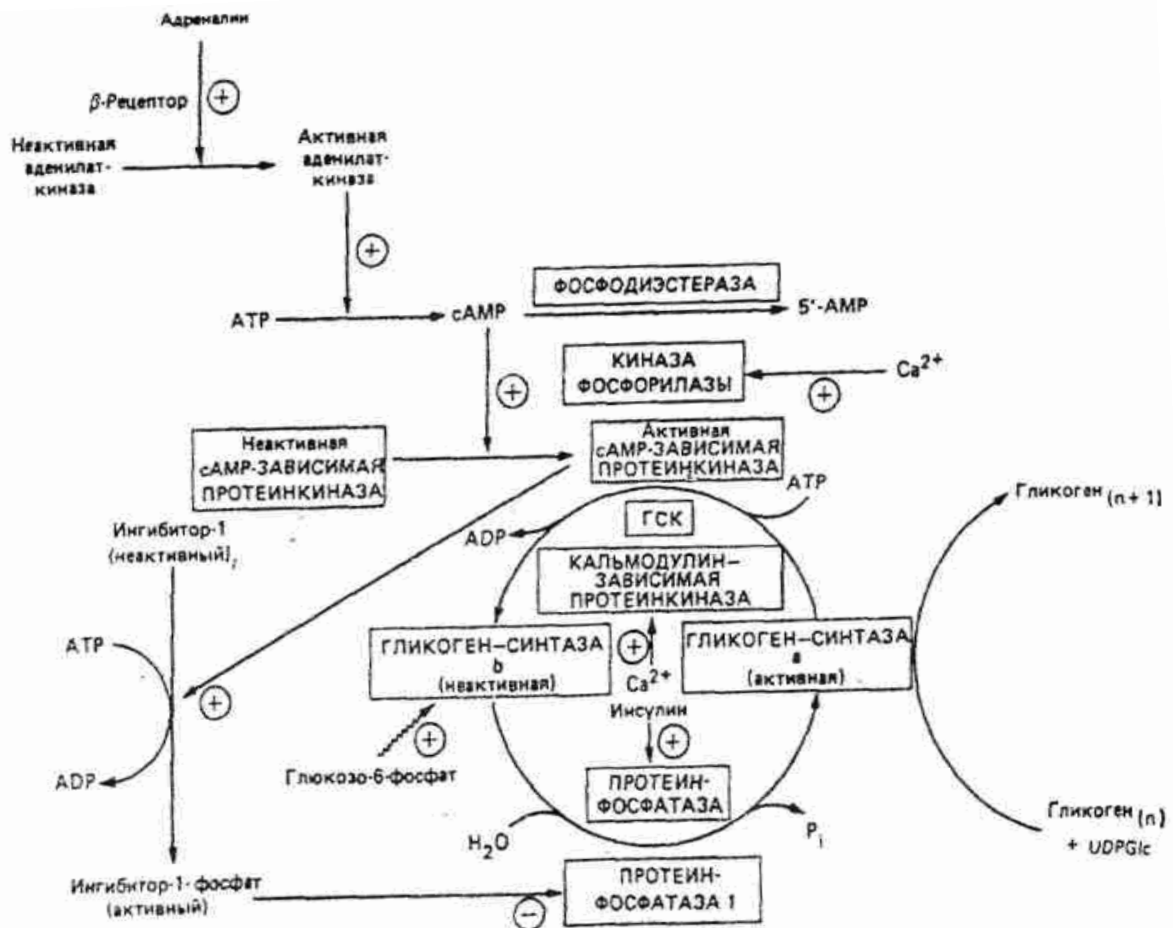 Адреналин
β-Рецептор
+
Неактивная
аденилат-
киназа
Активная
аденилат-
киназа
+
ATP
cAMP
ФОСФОДИЭСТЕРАЗА
5'-AMP
+
КИНАЗА
ФОСФОРИЛАЗЫ
+
Ca2+
Неактивная
cAMP-ЗАВИСИМАЯ
ПРОТЕИНКИНАЗА
Активная
cAMP-ЗАВИСИМАЯ
ПРОТЕИНКИНАЗА
ATP
ADP
ГСК
КАЛЬМОДУЛИН–
ЗАВИСИМАЯ
ПРОТЕИНКИНАЗА
Гликоген (n+1)
Ингибитор-1
(неактивный)
ATP
+
ADP
ГЛИКОГЕН–СИНТАЗА
b
(неактивная)
+
Ca2+
ГЛИКОГЕН–СИНТАЗА
a
(активная)
Инсулин
+
+
Глюкозо-6-фосфат
ПРОТЕИН-
ФОСФАТАЗА
H2O
Pi
Гликоген (n)
+ UDPGlc
Ингибитор-1-фосфат
(активный)
−
ПРОТЕИН-
ФОСФАТАЗА 1